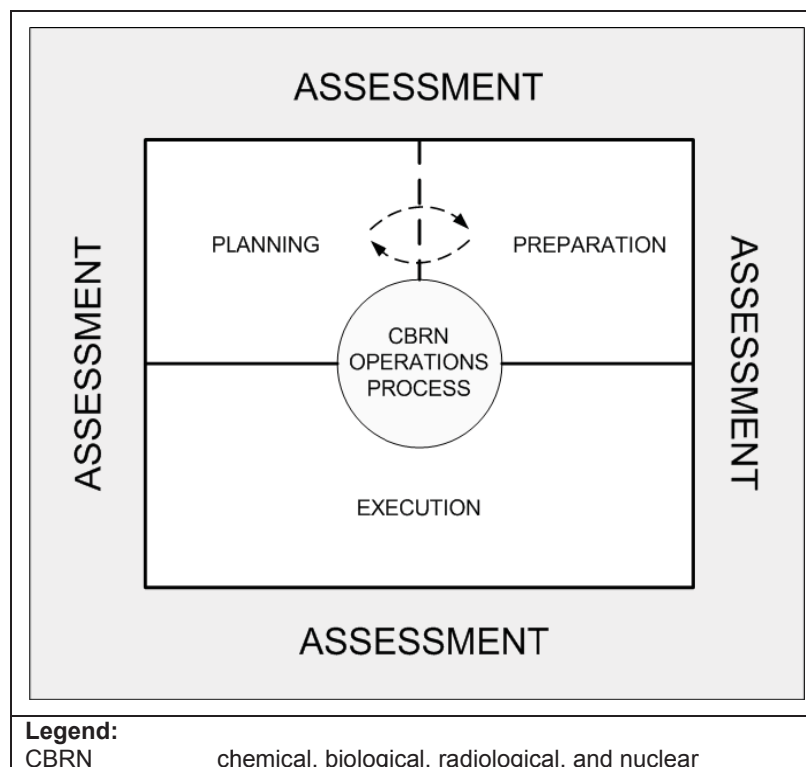 ASSESSMENT
ASSESSMENT
PLANNING
PREPARATION
ASSESSMENT
CBRN
OPERATIONS
PROCESS
EXECUTION
ASSESSMENT
Legend:
CBRN chemical, biological, radiological, and nuclear